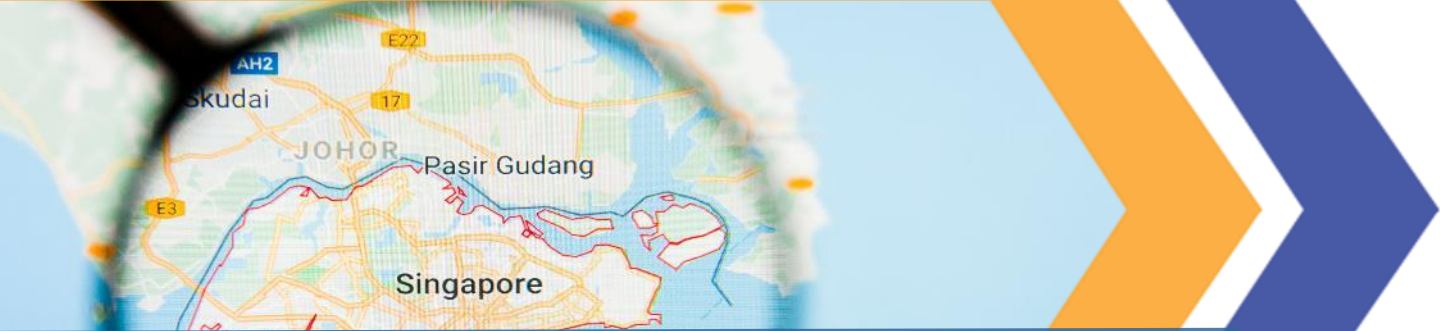 E22
AH2
Skudai
17
JOHOR
Pasir Gudang
E3
Singapore